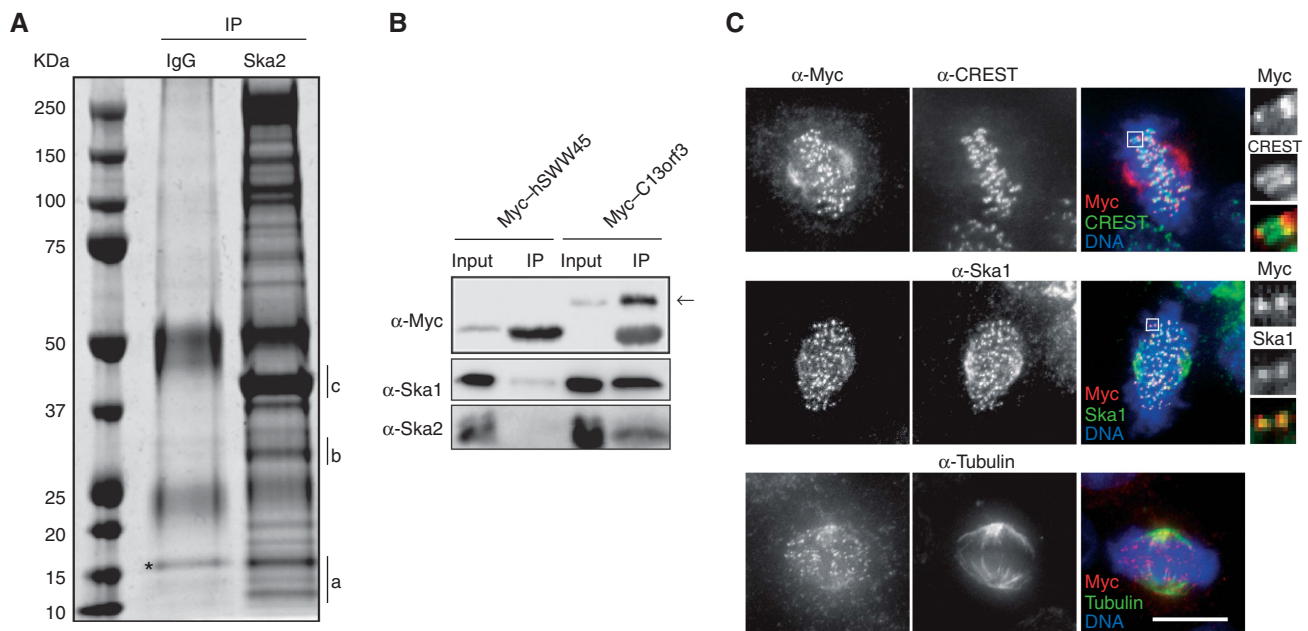 A
IP
KDa
IgG
Ska2
250
150
100
75
50
37
25
20
15
10
c
b
a
*
B
Myc–hSWW45
Myc–C13orf3
Input
IP
Input
IP
α-Myc
←
α-Ska1
α-Ska2
C
α-Myc
α-CREST
Myc
CREST
Myc
CREST
DNA
α-Ska1
Myc
Ska1
Myc
Ska1
DNA
α-Tubulin
Myc
Tubulin
DNA